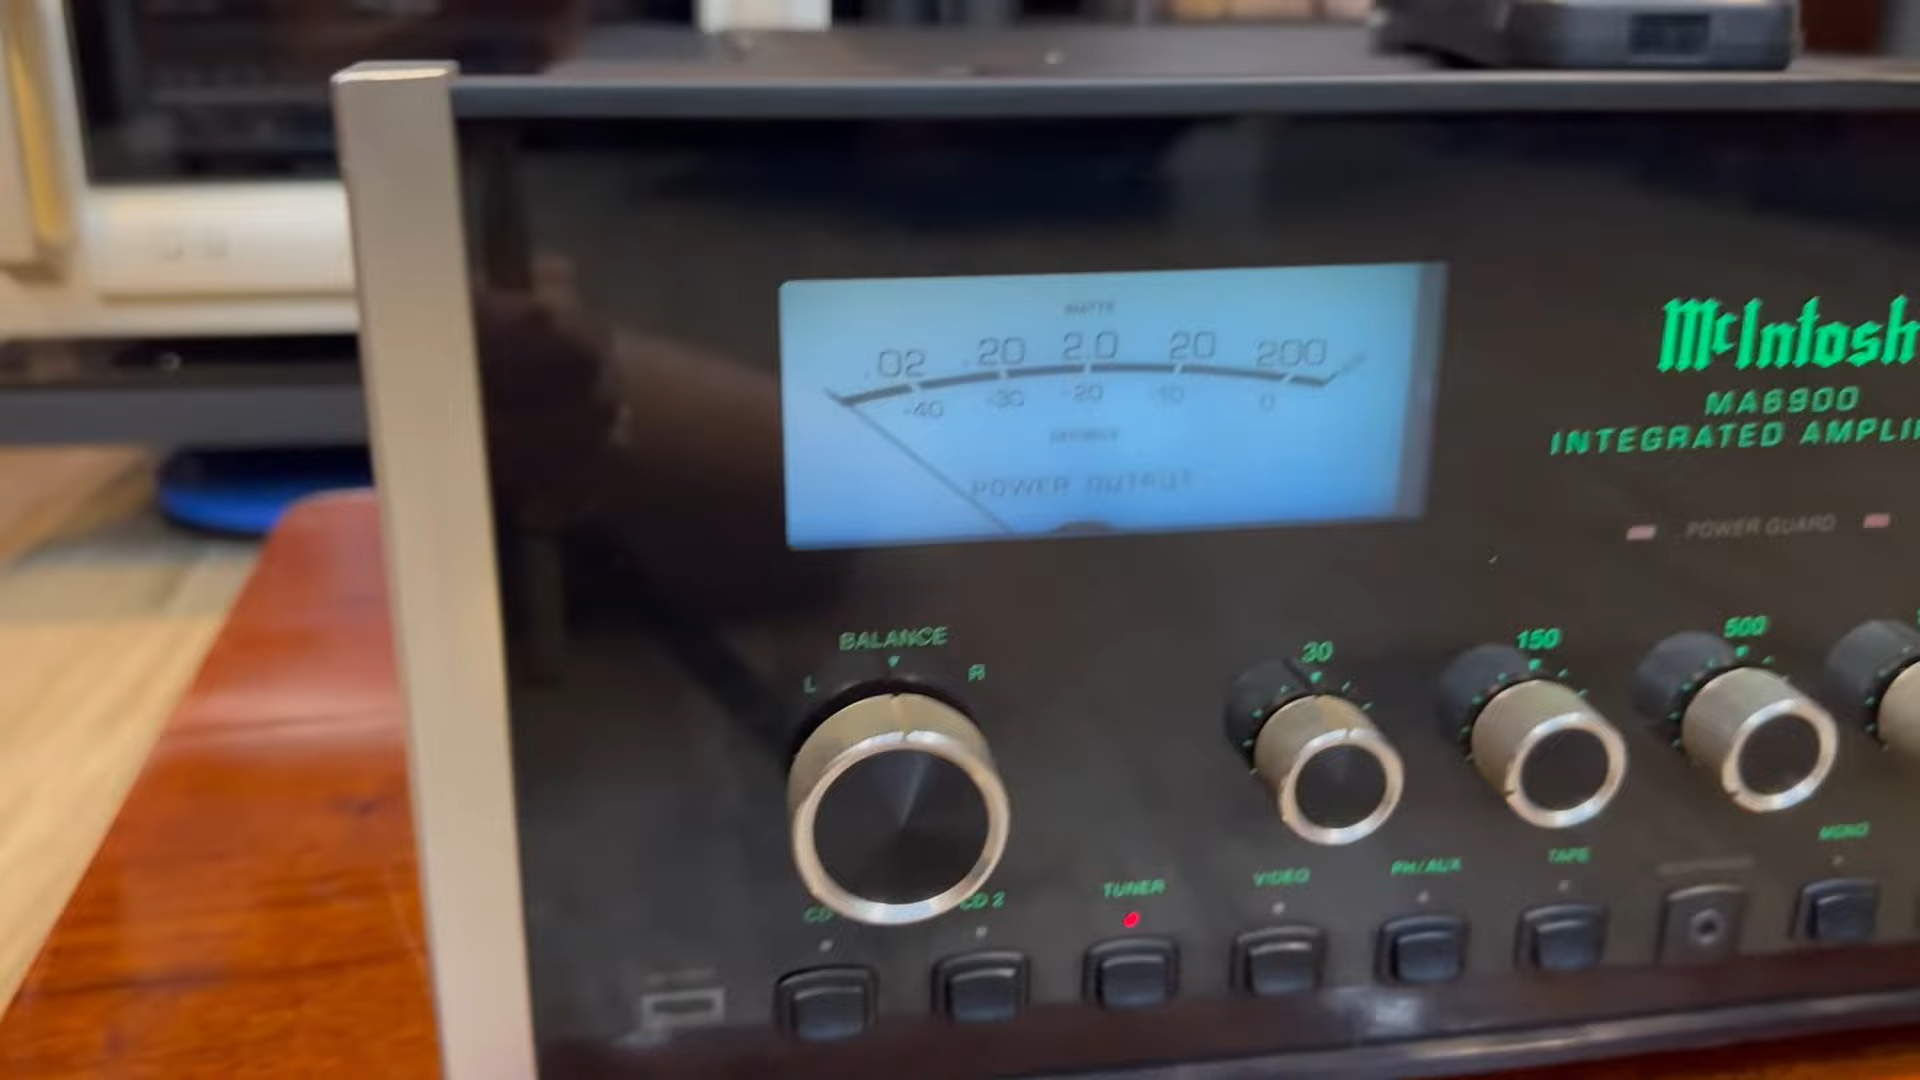 WATTS
.02 .20 2.0 20 200
-40 -30 -20 -10 0
DECIBELS
POWER OUTPUT
McIntosh
MA6900
INTEGRATED AMPLI
POWER GUARD
BALANCE
L R
30
150
500
CD
CD 2
TUNER
VIDEO
PH/AUX
TAPE
MONO